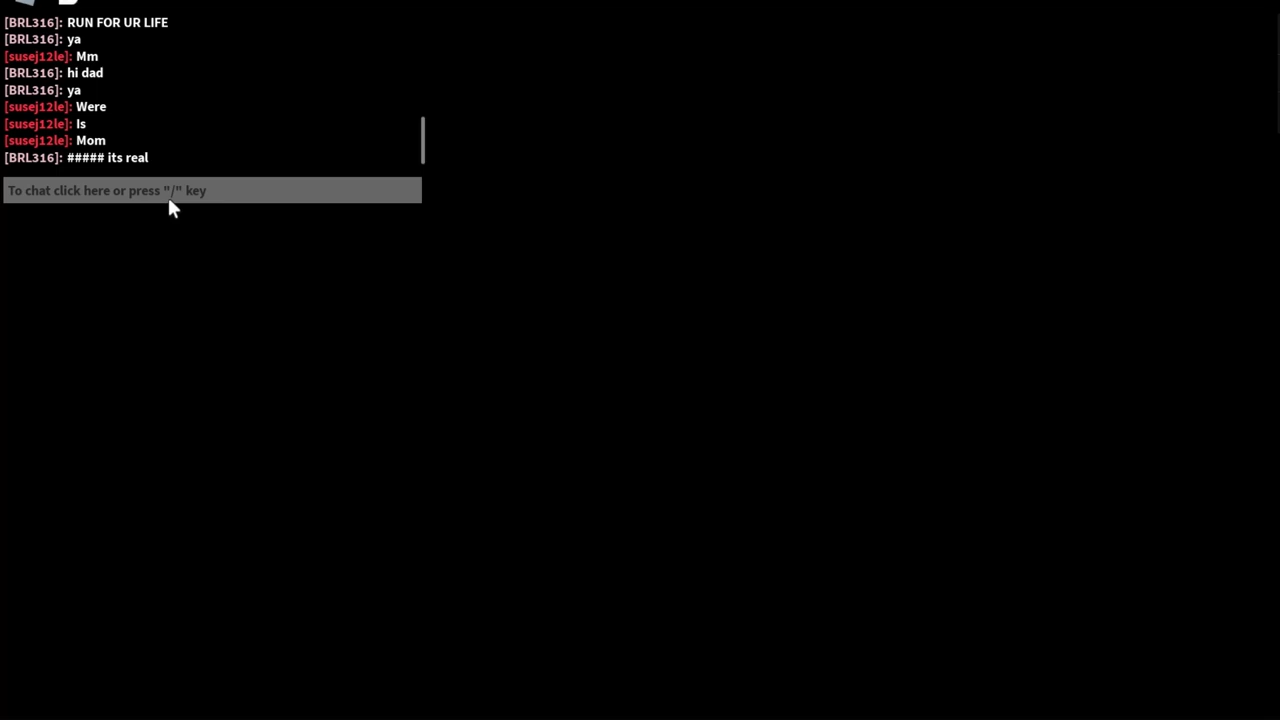 [BRL316]: RUN FOR UR LIFE
[BRL316]: ya
[susej12le]: Mm
[BRL316]: hi dad
[BRL316]: ya
[susej12le]: Were
[susej12le]: Is
[susej12le]: Mom
[BRL316]: ##### its real
To chat click here or press "/" key